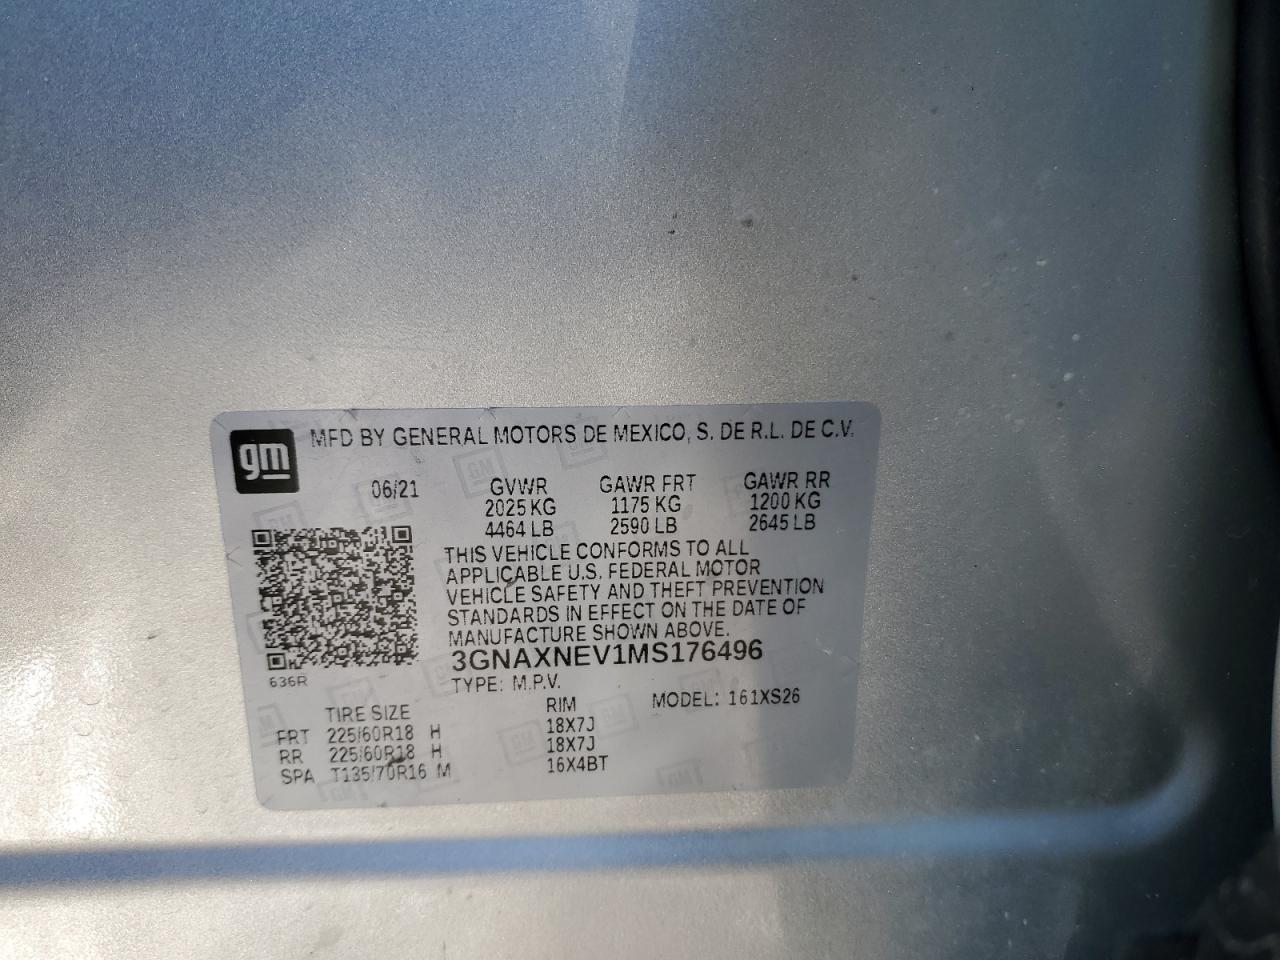 gm
MFD BY GENERAL MOTORS DE MEXICO, S. DE R.L. DE C.V.
06/21 GVWR GAWR FRT GAWR RR
2025 KG 1175 KG 1200 KG
4464 LB 2590 LB 2645 LB
THIS VEHICLE CONFORMS TO ALL
APPLICABLE U.S. FEDERAL MOTOR
VEHICLE SAFETY AND THEFT PREVENTION
STANDARDS IN EFFECT ON THE DATE OF
MANUFACTURE SHOWN ABOVE.
3GNAXNEV1MS176496
636R
TYPE: M.P.V.
MODEL: 161XS26
TIRE SIZE RIM
FRT 225/60R18 H 18X7J
RR 225/60R18 H 18X7J
SPA T135/70R16 M 16X4BT